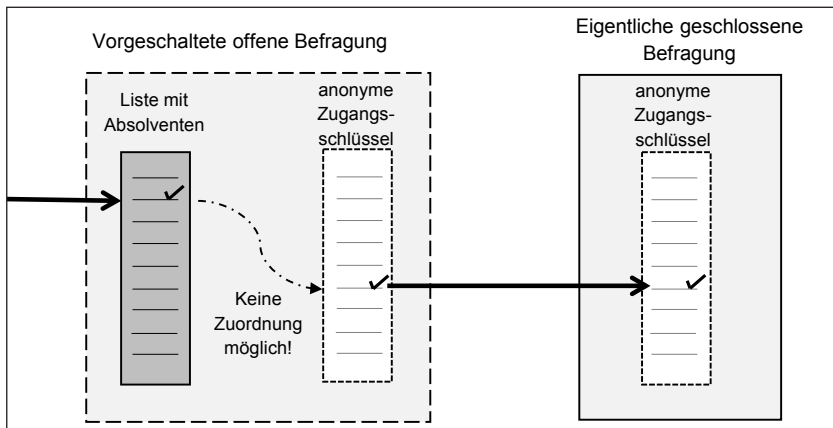 Vorgeschaltete offene Befragung
Eigentliche geschlossene
Befragung
Liste mit
Absolventen
anonyme
Zugangs-
schlüssel
anonyme
Zugangs-
schlüssel
Keine
Zuordnung
möglich!